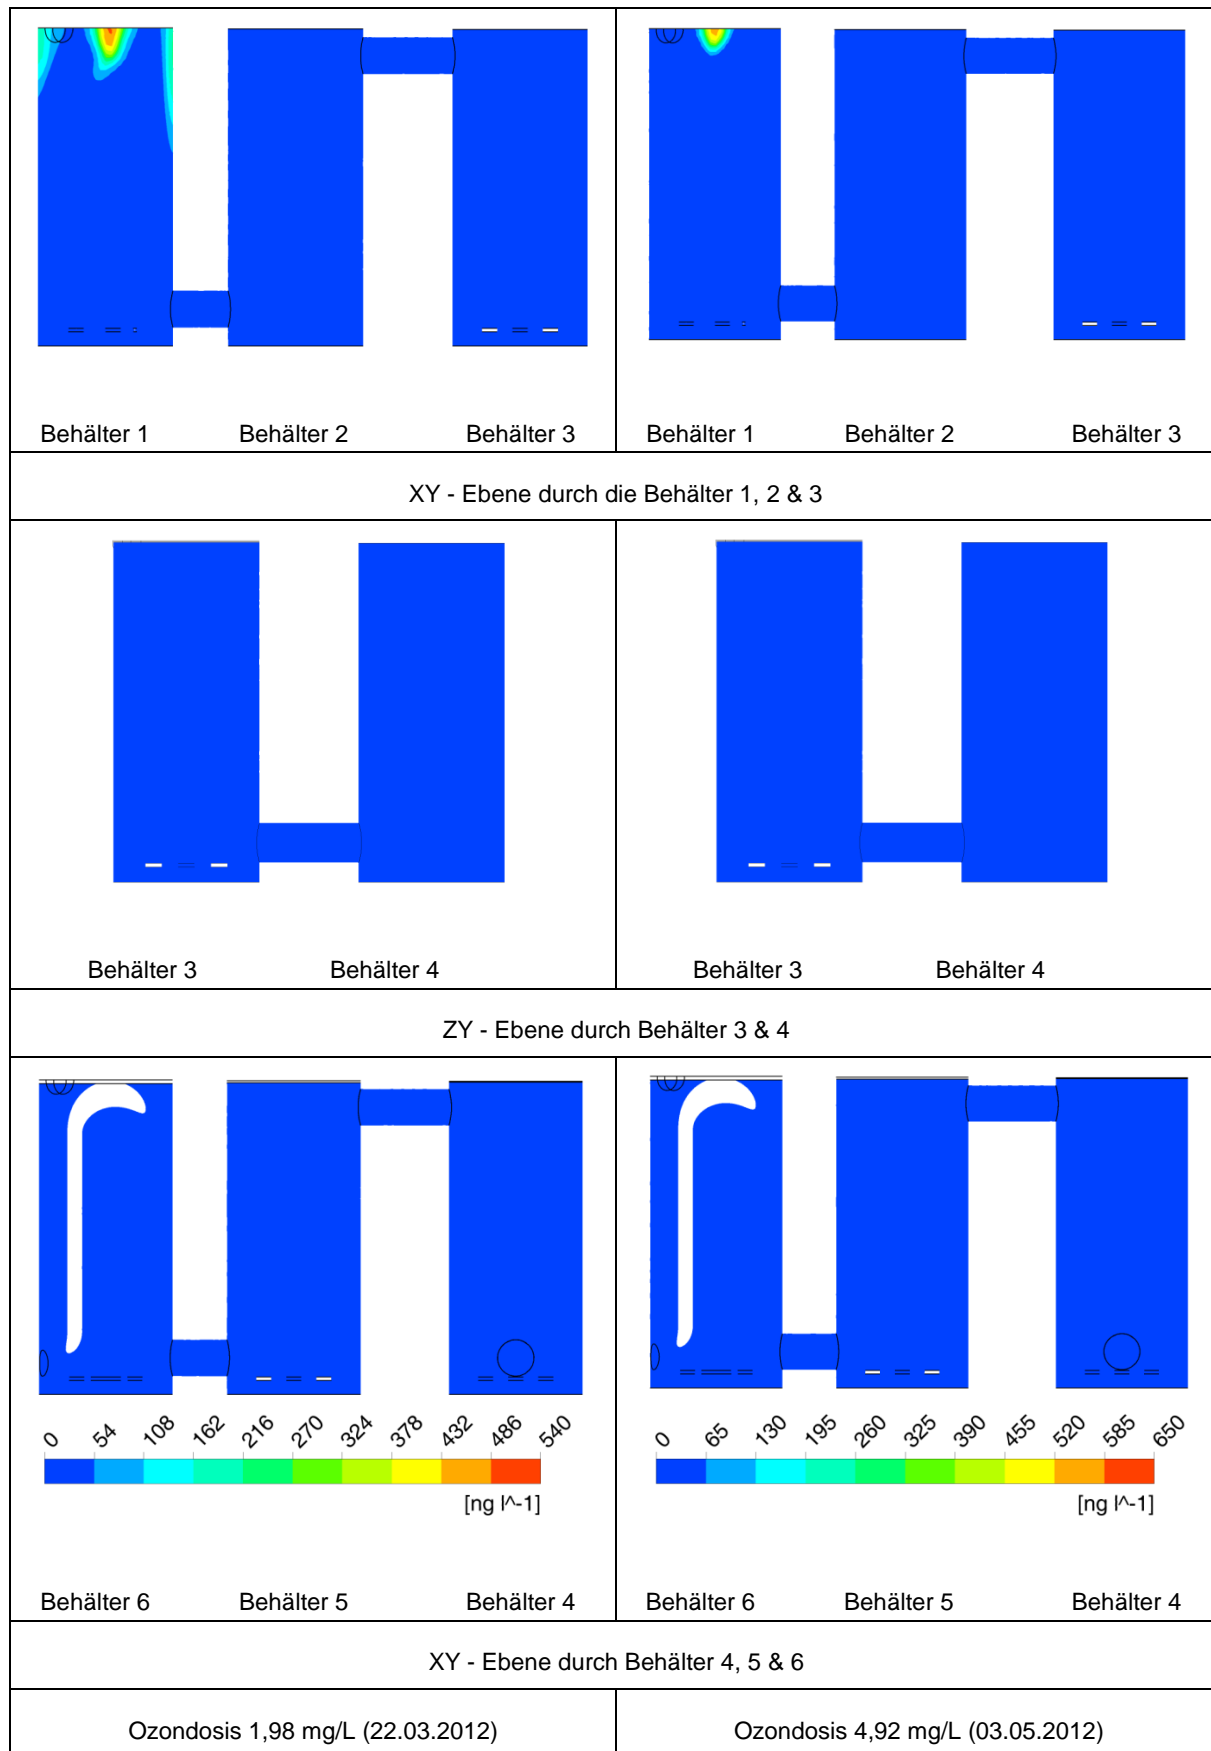 Behälter 1 Behälter 2 Behälter 3
Behälter 1 Behälter 2 Behälter 3
XY - Ebene durch die Behälter 1, 2 & 3
Behälter 3 Behälter 4
Behälter 3 Behälter 4
ZY - Ebene durch Behälter 3 & 4
0 54 108 162 216 270 324 378 432 486 540
[ng l^-1]
0 65 130 195 260 325 390 455 520 585 650
[ng l^-1]
Behälter 6 Behälter 5 Behälter 4
Behälter 6 Behälter 5 Behälter 4
XY - Ebene durch Behälter 4, 5 & 6
Ozondosis 1,98 mg/L (22.03.2012)
Ozondosis 4,92 mg/L (03.05.2012)